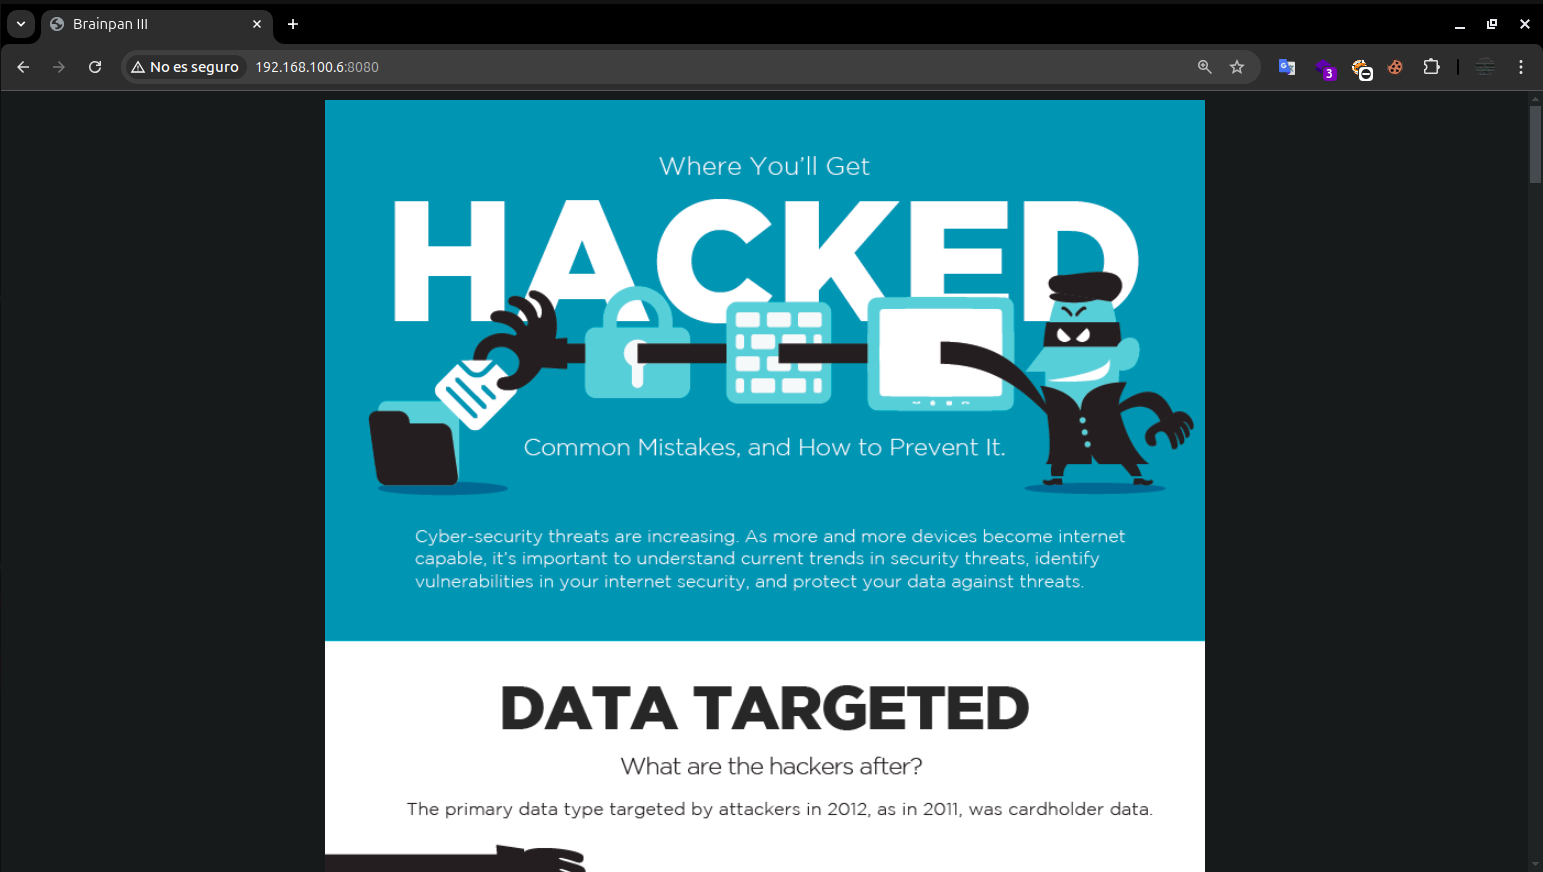 Brainpan III
No es seguro
192.168.100.6:8080
3
Where You'll Get
HACKED
Common Mistakes, and How to Prevent It.
Cyber-security threats are increasing. As more and more devices become internet
capable, it's important to understand current trends in security threats, identify
vulnerabilities in your internet security, and protect your data against threats.
DATA TARGETED
What are the hackers after?
The primary data type targeted by attackers in 2012, as in 2011, was cardholder data.